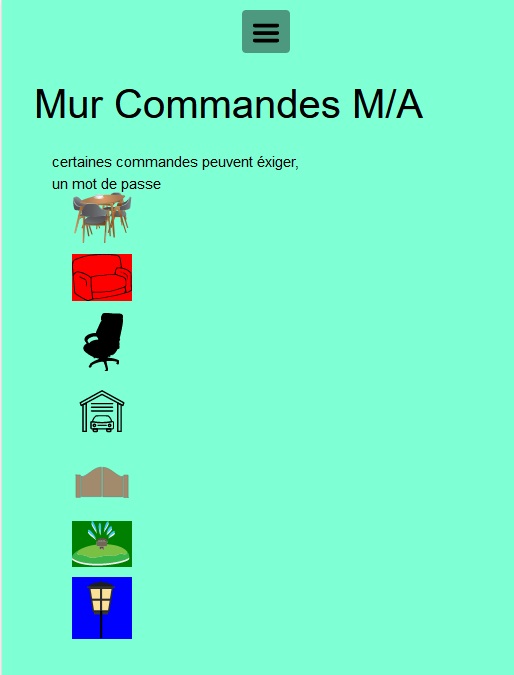 Mur Commandes M/A
certaines commandes peuvent éxiger,
un mot de passe